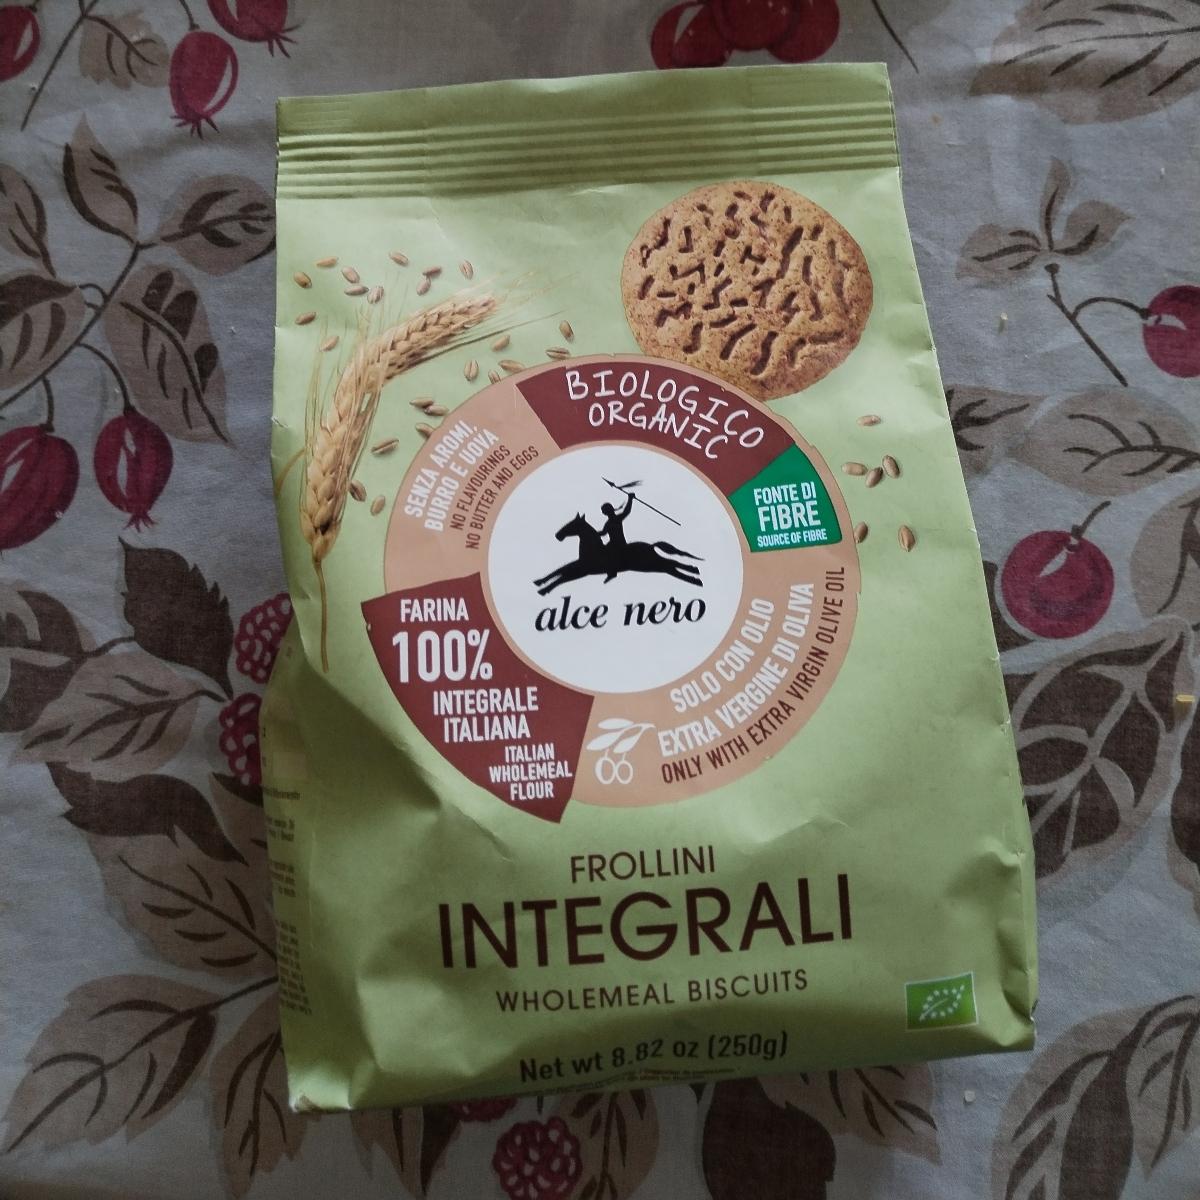 BIOLOGICO
ORGANIC
SENZA AROMI,
BURRO E UOVA
NO FLAVOURINGS
NO BUTTER AND EGGS
FONTE DI
FIBRE
SOURCE OF FIBRE
alce nero
FARINA
100%
INTEGRALE
ITALIANA
ITALIAN
WHOLEMEAL
FLOUR
SOLO CON OLIO
EXTRA VERGINE DI OLIVA
ONLY WITH EXTRA VIRGIN OLIVE OIL
FROLLINI
INTEGRALI
WHOLEMEAL BISCUITS
Net wt 8.82 oz (250g)